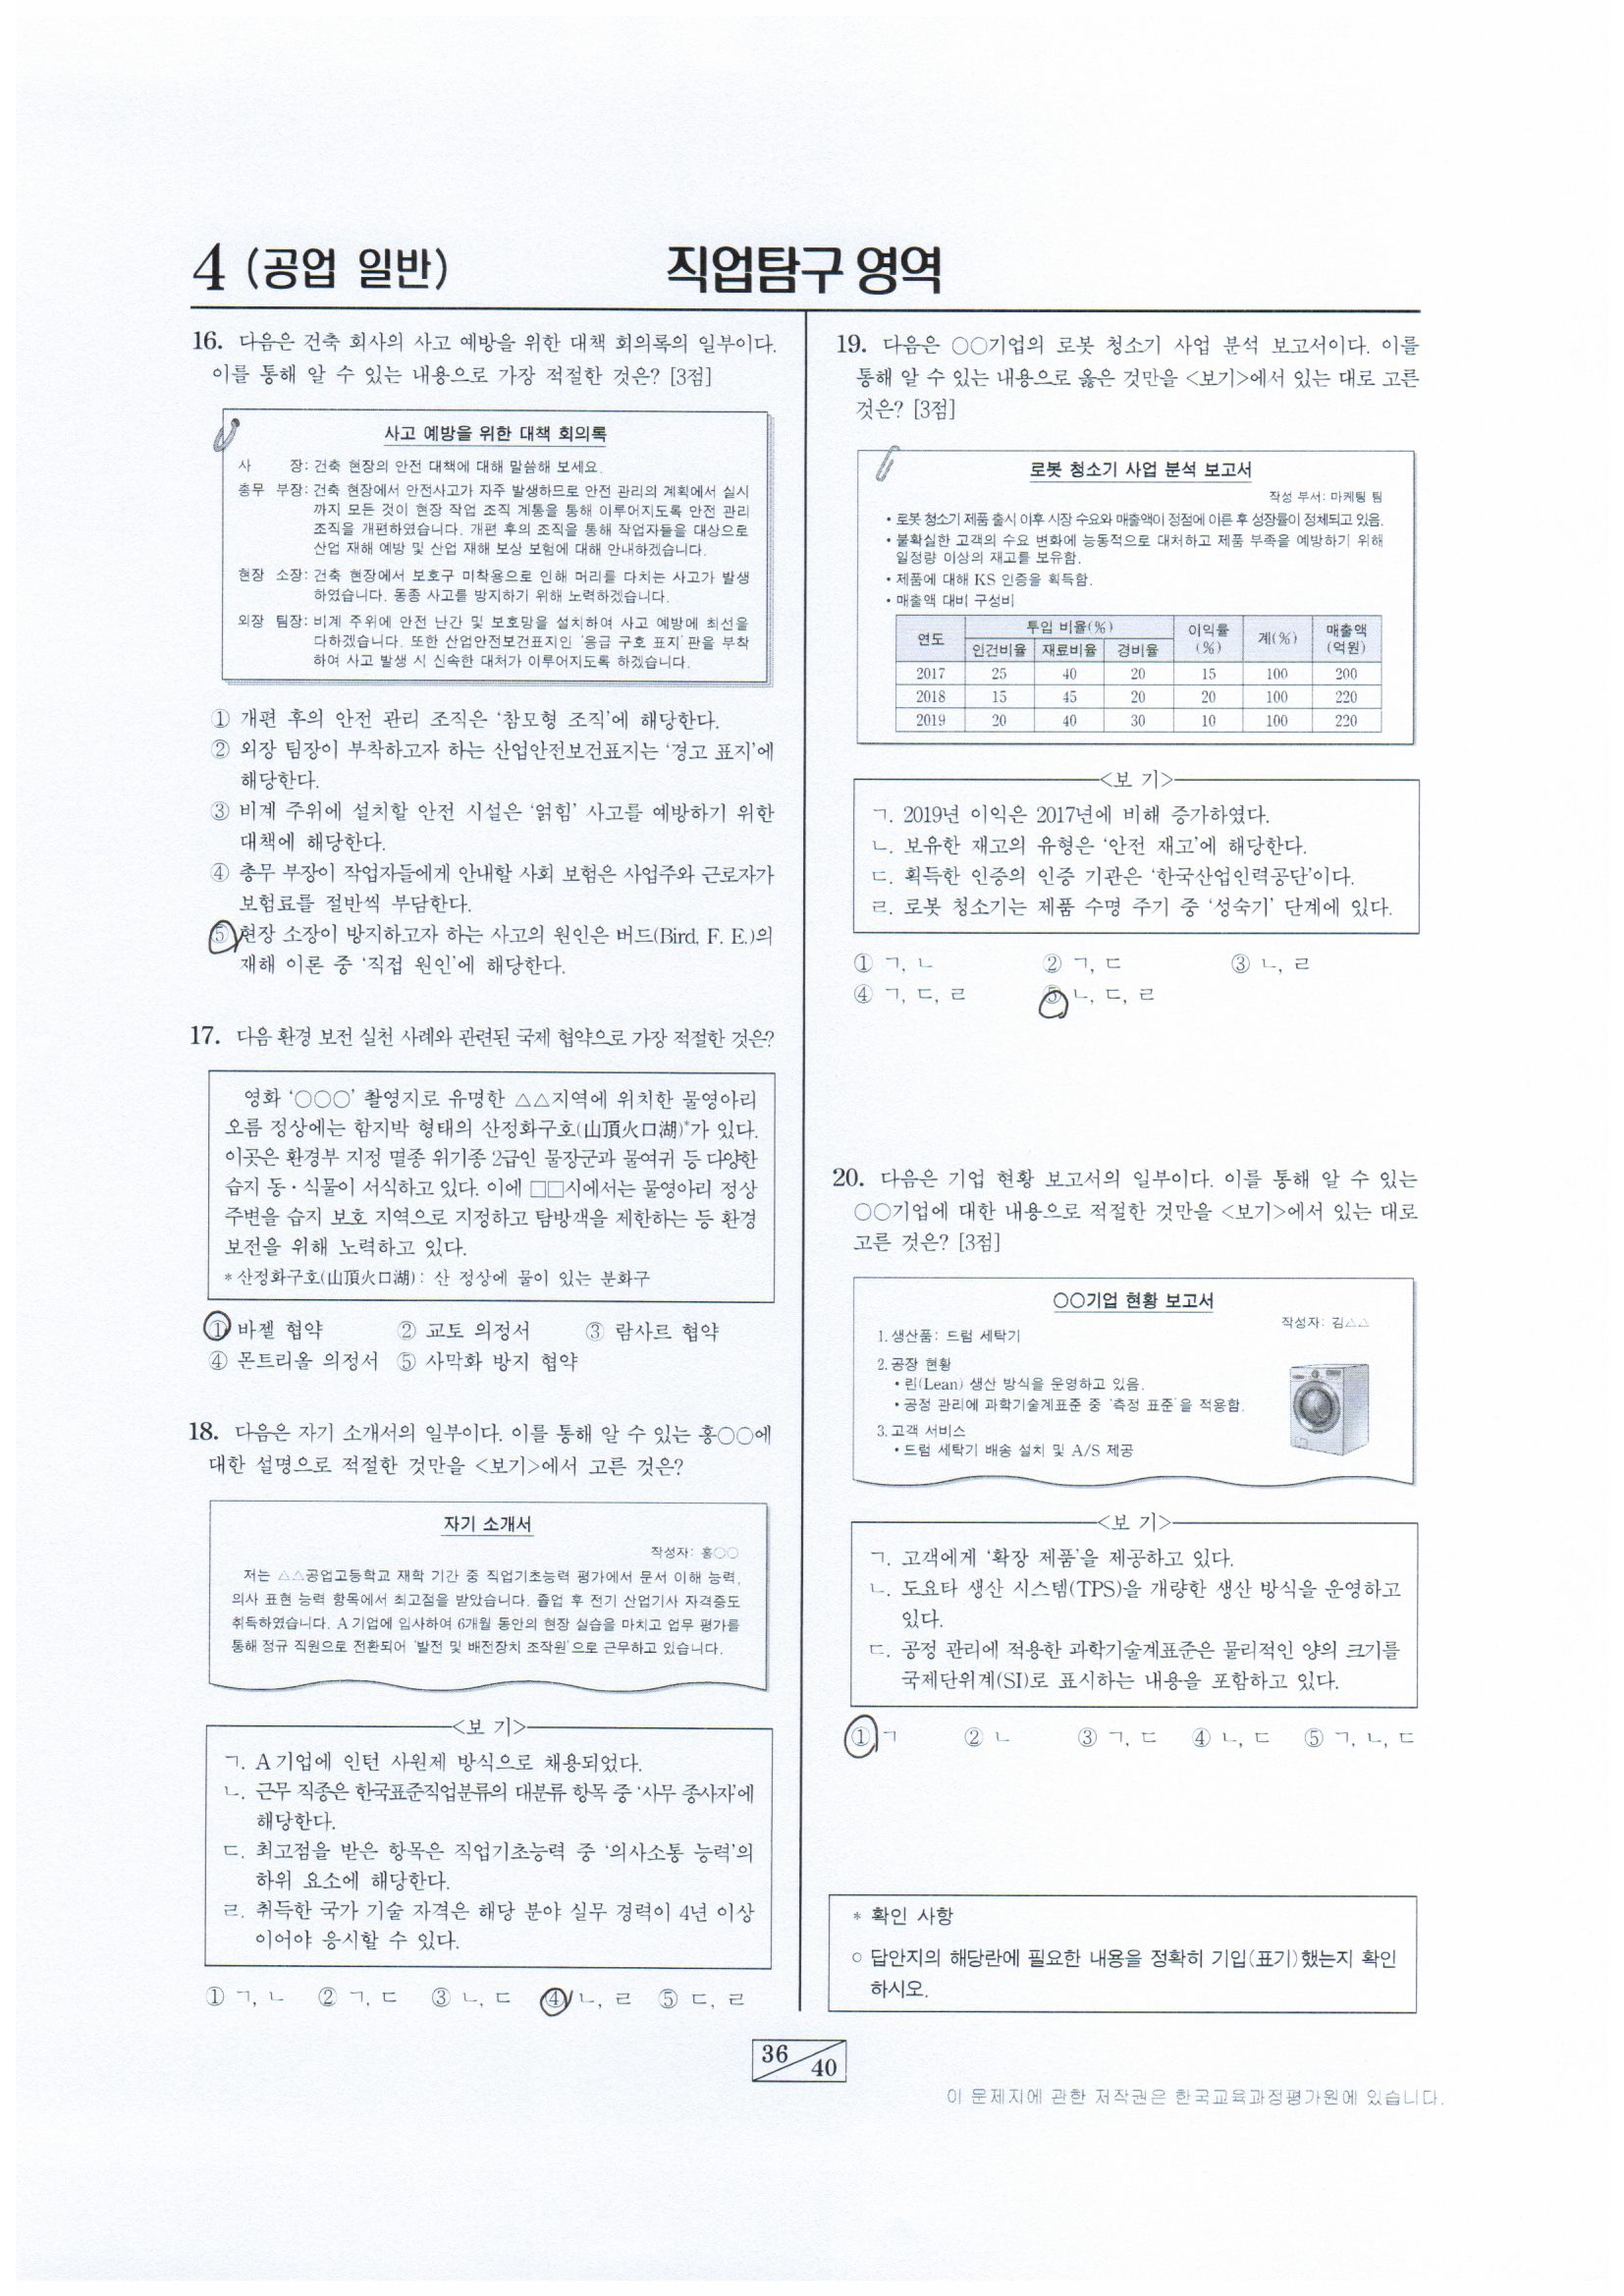 4 (공업 일반)
직업탐구 영역
16. 다음은 건축 회사의 사고 예방을 위한 대책 회의록의 일부이다.
이를 통해 알 수 있는 내용으로 가장 적절한 것은? [3점]
사고 예방을 위한 대책 회의록
사 장: 건축 현장의 안전 대책에 대해 말씀해 보세요.
총무 부장: 건축 현장에서 안전사고가 자주 발생하므로 안전 관리의 계획에서 실시
까지 모든 것이 현장 작업 조직 계통을 통해 이루어지도록 안전 관리
조직을 개편하였습니다. 개편 후의 조직을 통해 작업자들을 대상으로
산업 재해 예방 및 산업 재해 보상 보험에 대해 안내하겠습니다.
현장 소장: 건축 현장에서 보호구 미착용으로 인해 머리를 다치는 사고가 발생
하였습니다. 동종 사고를 방지하기 위해 노력하겠습니다.
외장 팀장: 비계 주위에 안전 난간 및 보호망을 설치하여 사고 예방에 최선을
다하겠습니다. 또한 산업안전보건표지인 '응급 구호 표지' 판을 부착
하여 사고 발생 시 신속한 대처가 이루어지도록 하겠습니다.
① 개편 후의 안전 관리 조직은 '참모형 조직'에 해당한다.
② 외장 팀장이 부착하고자 하는 산업안전보건표지는 '경고 표지'에
해당한다.
③ 비계 주위에 설치할 안전 시설은 '얽힘' 사고를 예방하기 위한
대책에 해당한다.
④ 총무 부장이 작업자들에게 안내할 사회 보험은 사업주와 근로자가
보험료를 절반씩 부담한다.
⑤ 현장 소장이 방지하고자 하는 사고의 원인은 버드(Bird, F. E.)의
재해 이론 중 '직접 원인'에 해당한다.
17. 다음 환경 보전 실천 사례와 관련된 국제 협약으로 가장 적절한 것은?
영화 '○○○' 촬영지로 유명한 △△지역에 위치한 물영아리
오름 정상에는 함지박 형태의 산정화구호(山頂火口湖)*가 있다.
이곳은 환경부 지정 멸종 위기종 2급인 물장군과 물여귀 등 다양한
습지 동·식물이 서식하고 있다. 이에 □□시에서는 물영아리 정상
주변을 습지 보호 지역으로 지정하고 탐방객을 제한하는 등 환경
보전을 위해 노력하고 있다.
* 산정화구호(山頂火口湖): 산 정상에 물이 있는 분화구
① 바젤 협약 ② 교토 의정서 ③ 람사르 협약
④ 몬트리올 의정서 ⑤ 사막화 방지 협약
18. 다음은 자기 소개서의 일부이다. 이를 통해 알 수 있는 홍○○에
대한 설명으로 적절한 것만을 <보기>에서 고른 것은?
자기 소개서
작성자: 홍○○
저는 △△공업고등학교 재학 기간 중 직업기초능력 평가에서 문서 이해 능력,
의사 표현 능력 항목에서 최고점을 받았습니다. 졸업 후 전기 산업기사 자격증도
취득하였습니다. A 기업에 입사하여 6개월 동안의 현장 실습을 마치고 업무 평가를
통해 정규 직원으로 전환되어 '발전 및 배전장치 조작원'으로 근무하고 있습니다.
<보 기>
ㄱ. A 기업에 인턴 사원제 방식으로 채용되었다.
ㄴ. 근무 직종은 한국표준직업분류의 대분류 항목 중 '사무 종사자'에
해당한다.
ㄷ. 최고점을 받은 항목은 직업기초능력 중 '의사소통 능력'의
하위 요소에 해당한다.
ㄹ. 취득한 국가 기술 자격은 해당 분야 실무 경력이 4년 이상
이어야 응시할 수 있다.
① ㄱ, ㄴ ② ㄱ, ㄷ ③ ㄴ, ㄷ ④ ㄴ, ㄹ ⑤ ㄷ, ㄹ
19. 다음은 ○○기업의 로봇 청소기 사업 분석 보고서이다. 이를
통해 알 수 있는 내용으로 옳은 것만을 <보기>에서 있는 대로 고른
것은? [3점]
로봇 청소기 사업 분석 보고서
작성 부서: 마케팅 팀
• 로봇 청소기 제품 출시 이후 시장 수요와 매출액이 정점에 이른 후 성장률이 정체되고 있음.
• 불확실한 고객의 수요 변화에 능동적으로 대처하고 제품 부족을 예방하기 위해
일정량 이상의 재고를 보유함.
• 제품에 대해 KS 인증을 획득함.
• 매출액 대비 구성비
연도 투입 비율(%) 이익률(%) 계(%) 매출액(억원)
인건비율 재료비율 경비율
2017 25 40 20 15 100 200
2018 15 45 20 20 100 220
2019 20 40 30 10 100 220
<보 기>
ㄱ. 2019년 이익은 2017년에 비해 증가하였다.
ㄴ. 보유한 재고의 유형은 '안전 재고'에 해당한다.
ㄷ. 획득한 인증의 인증 기관은 '한국산업인력공단'이다.
ㄹ. 로봇 청소기는 제품 수명 주기 중 '성숙기' 단계에 있다.
① ㄱ, ㄴ ② ㄱ, ㄷ ③ ㄴ, ㄹ
④ ㄱ, ㄷ, ㄹ ⑤ ㄴ, ㄷ, ㄹ
20. 다음은 기업 현황 보고서의 일부이다. 이를 통해 알 수 있는
○○기업에 대한 내용으로 적절한 것만을 <보기>에서 있는 대로
고른 것은? [3점]
○○기업 현황 보고서
작성자: 김△△
1. 생산품: 드럼 세탁기
2. 공장 현황
• 린(Lean) 생산 방식을 운영하고 있음.
• 공정 관리에 과학기술계표준 중 '측정 표준'을 적용함.
3. 고객 서비스
• 드럼 세탁기 배송 설치 및 A/S 제공
<보 기>
ㄱ. 고객에게 '확장 제품'을 제공하고 있다.
ㄴ. 도요타 생산 시스템(TPS)을 개량한 생산 방식을 운영하고
있다.
ㄷ. 공정 관리에 적용한 과학기술계표준은 물리적인 양의 크기를
국제단위계(SI)로 표시하는 내용을 포함하고 있다.
① ㄱ ② ㄴ ③ ㄱ, ㄷ ④ ㄴ, ㄷ ⑤ ㄱ, ㄴ, ㄷ
* 확인 사항
○ 답안지의 해당란에 필요한 내용을 정확히 기입(표기)했는지 확인
하시오.
36
40
이 문제지에 관한 저작권은 한국교육과정평가원에 있습니다.